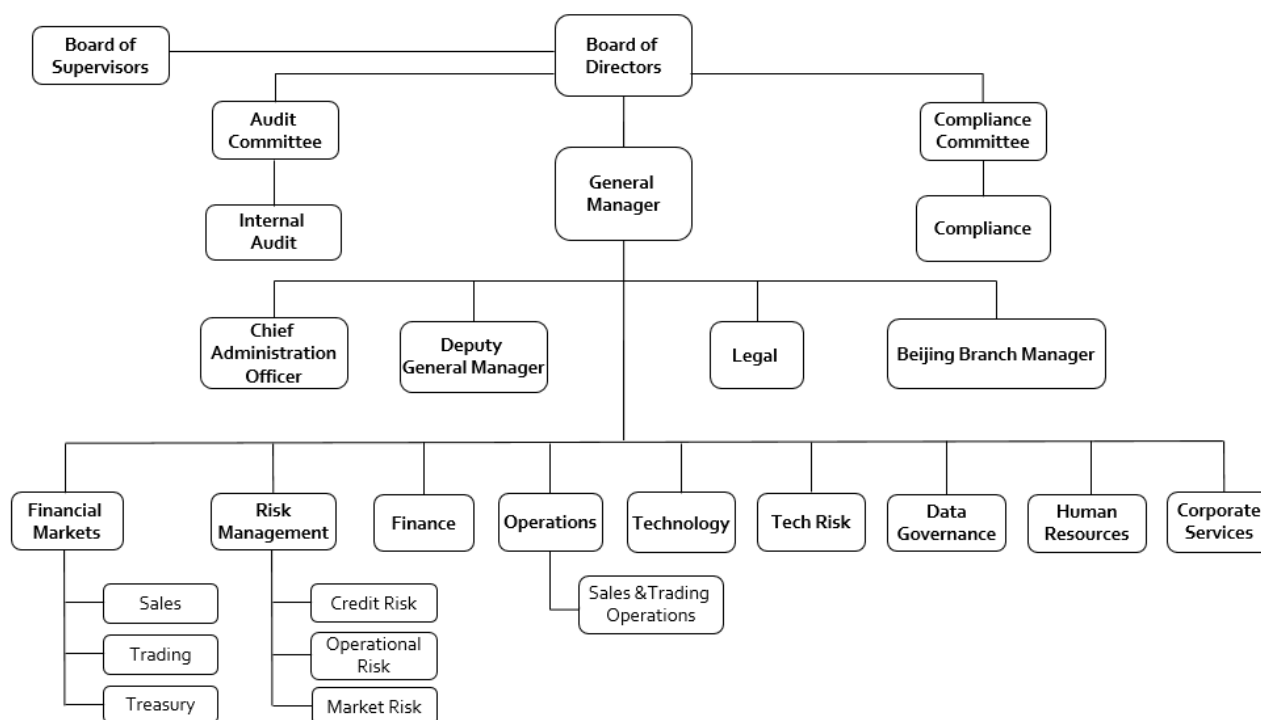 Board of
Supervisors
Board of
Directors
Audit
Committee
Compliance
Committee
General
Manager
Internal
Audit
Compliance
Chief
Administration
Officer
Deputy
General Manager
Legal
Beijing Branch Manager
Financial
Markets
Risk
Management
Finance
Operations
Technology
Tech Risk
Data
Governance
Human
Resources
Corporate
Services
Sales
Trading
Treasury
Credit Risk
Operational
Risk
Market Risk
Sales &Trading
Operations